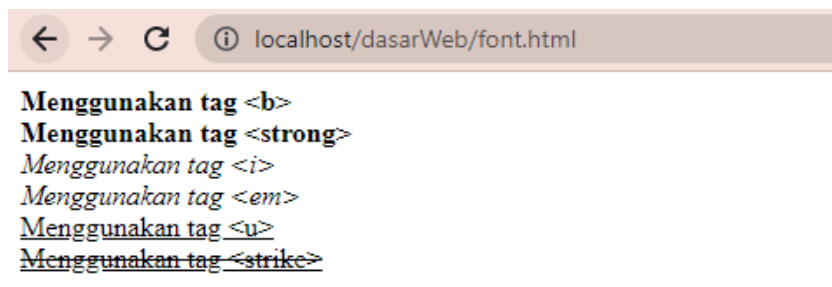 localhost/dasarWeb/font.html
Menggunakan tag <b>
Menggunakan tag <strong>
Menggunakan tag <i>
Menggunakan tag <em>
Menggunakan tag <u>
Menggunakan tag <strike>